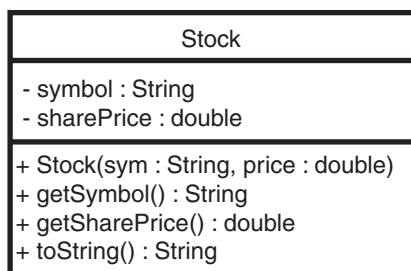 Stock
- symbol : String
- sharePrice : double
+ Stock(sym : String, price : double)
+ getSymbol() : String
+ getSharePrice() : double
+ toString() : String